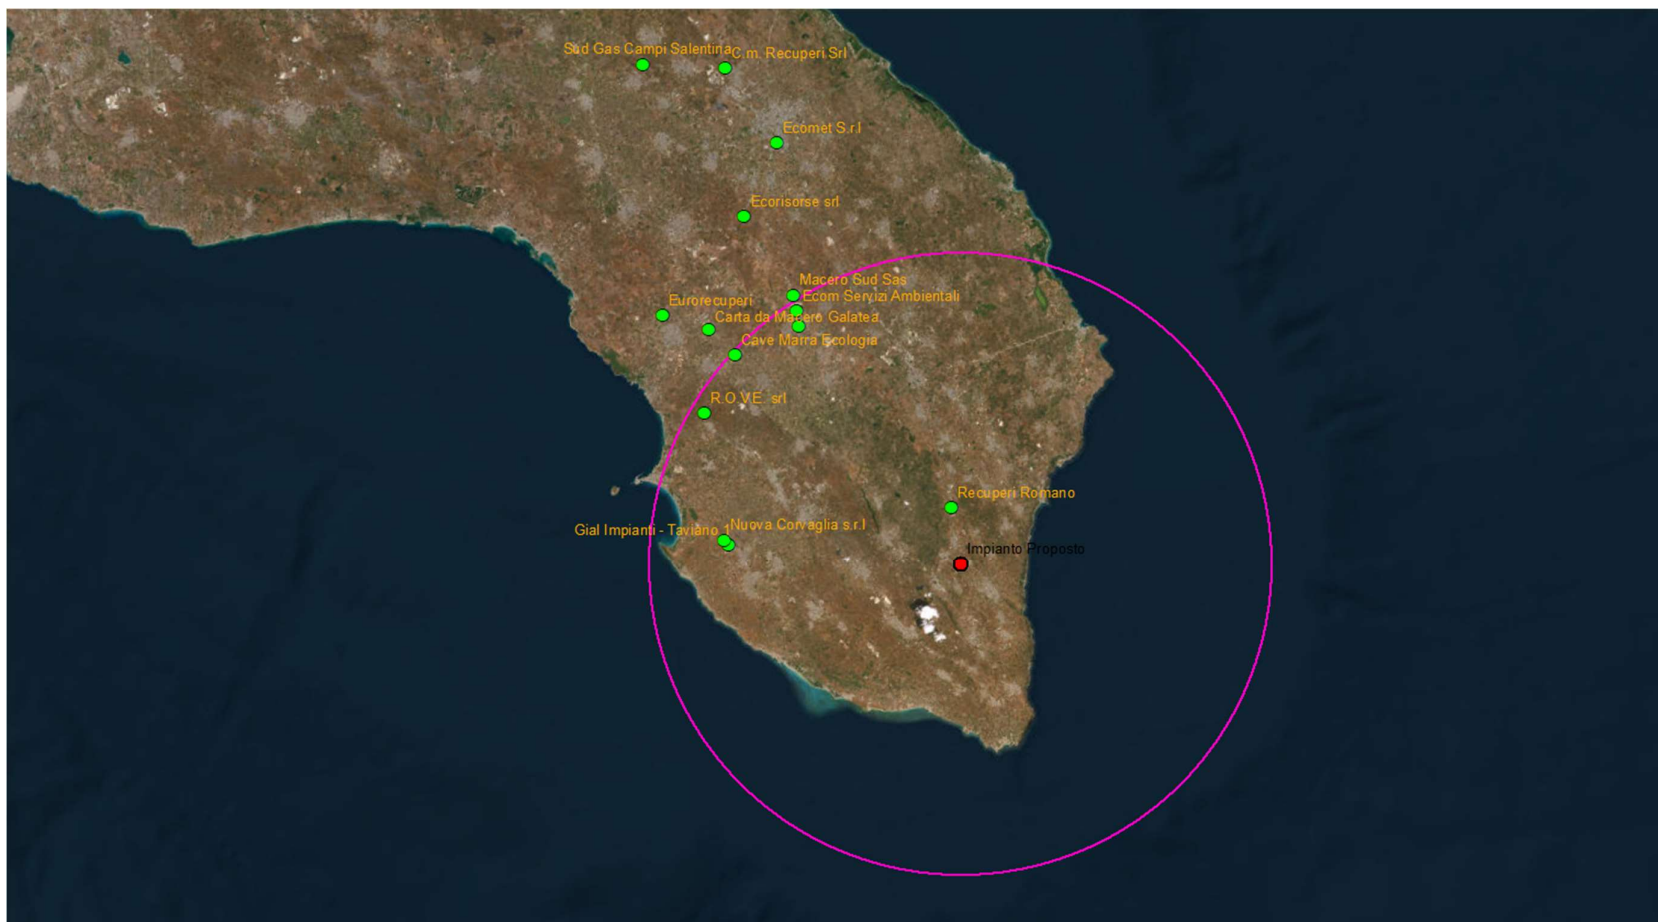 Sud Gas Campi Salentina
C.m. Recuperi Srl
Ecomet S.r.l
Ecorisorse srl
Macero Sud Sas
Ecom Servizi Ambientali
Eurorecuperi
Carta da Macero Galatea
Cave Marra Ecologia
R.O.V.E. srl
Recuperi Romano
Nuova Corvaglia s.r.l
Gial Impianti - Taviano 1
Impianto Proposto